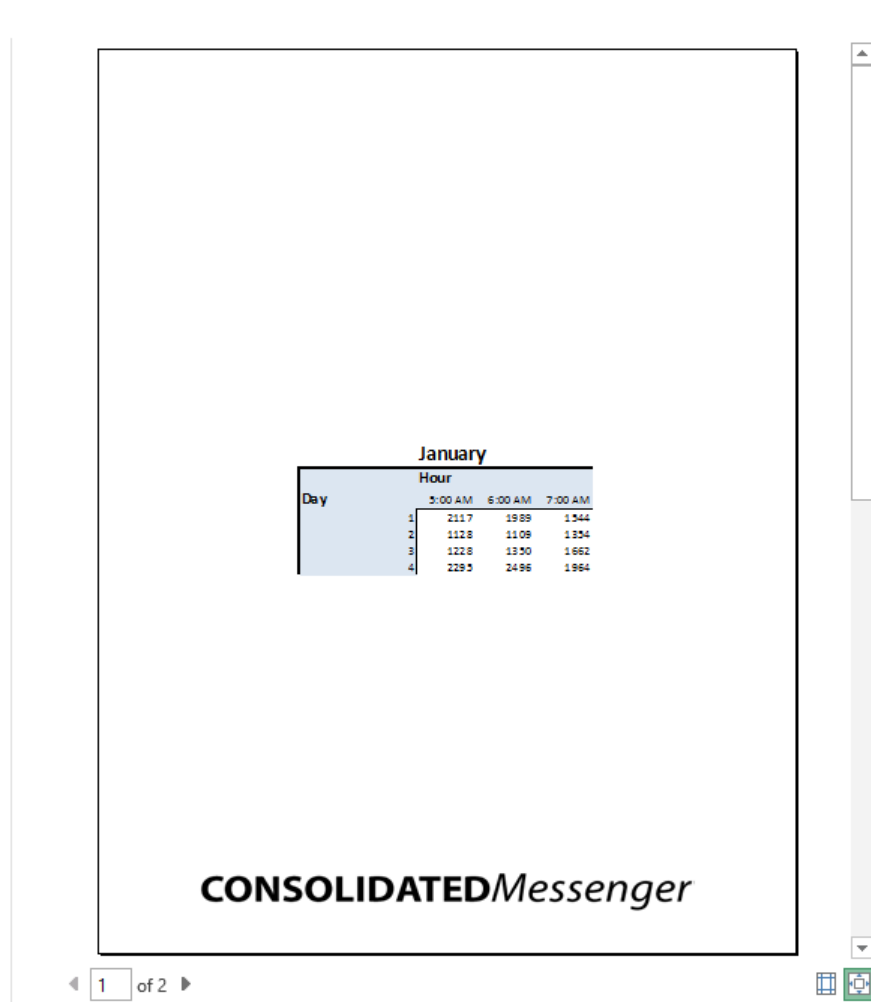 January
Hour
Day 5:00 AM 6:00 AM 7:00 AM
1 2117 1989 1544
2 1128 1109 1354
3 1228 1350 1662
4 2295 2496 1964
CONSOLIDATEDMessenger
1 of 2